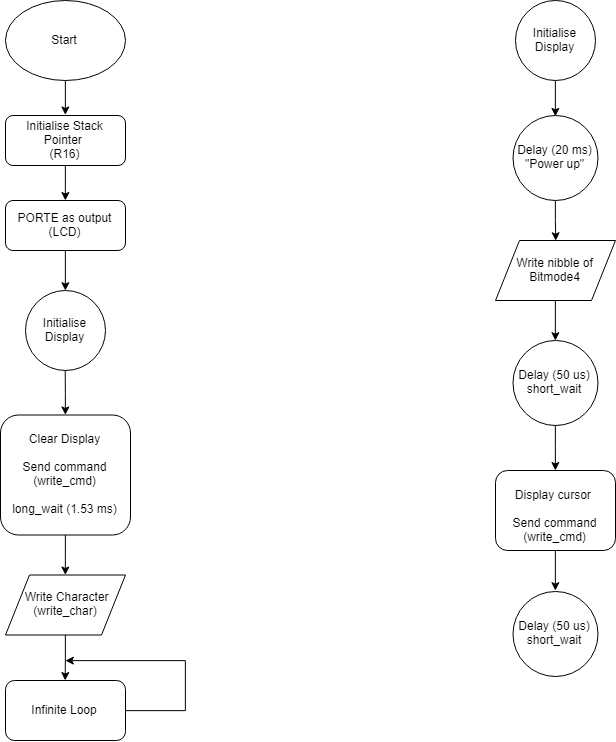 Start
Initialise Stack
Pointer
(R16)
PORTE as output
(LCD)
Initialise
Display
Clear Display
Send command
(write_cmd)
long_wait (1.53 ms)
Write Character
(write_char)
Infinite Loop
Initialise
Display
Delay (20 ms)
"Power up"
Write nibble of
Bitmode4
Delay (50 us)
short_wait
Display cursor
Send command
(write_cmd)
Delay (50 us)
short_wait